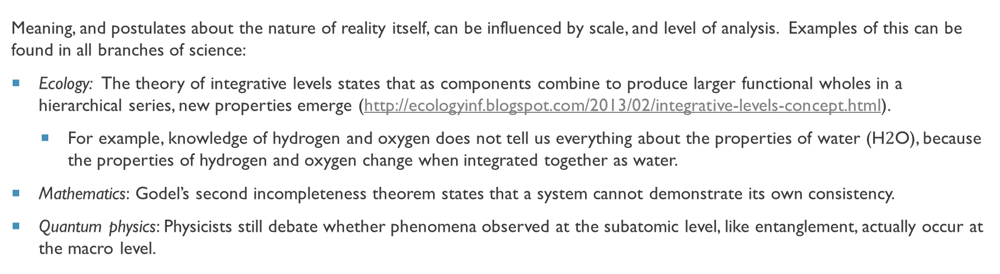 Meaning, and postulates about the nature of reality itself, can be influenced by scale, and level of analysis.  Examples of this can be
found in all branches of science:
Ecology:  The theory of integrative levels states that as components combine to produce larger functional wholes in a
hierarchical series, new properties emerge (http://ecologyinf.blogspot.com/2013/02/integrative-levels-concept.html).
For example, knowledge of hydrogen and oxygen does not tell us everything about the properties of water (H2O), because
the properties of hydrogen and oxygen change when integrated together as water.
Mathematics: Godel’s second incompleteness theorem states that a system cannot demonstrate its own consistency.
Quantum physics: Physicists still debate whether phenomena observed at the subatomic level, like entanglement, actually occur at
the macro level.